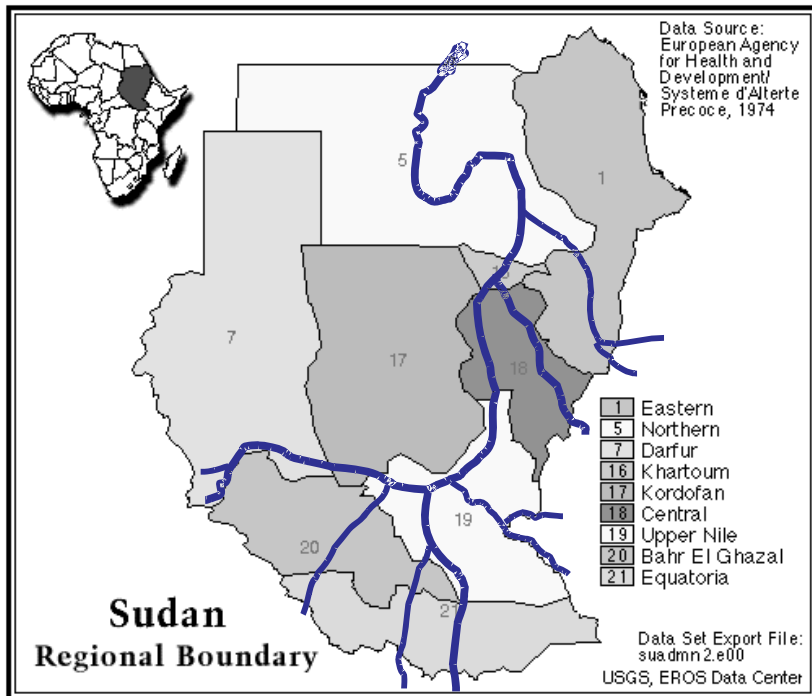 Data Source:
European Agency
for Health and
Development/
Systeme d'Alterte
Precoce, 1974
5
1
16
7
17
18
1 Eastern
5 Northern
7 Darfur
16 Khartoum
17 Kordofan
18 Central
19 Upper Nile
20 Bahr El Ghazal
21 Equatoria
19
20
21
Sudan
Regional Boundary
Data Set Export File:
suadmn2.e00
USGS, EROS Data Center